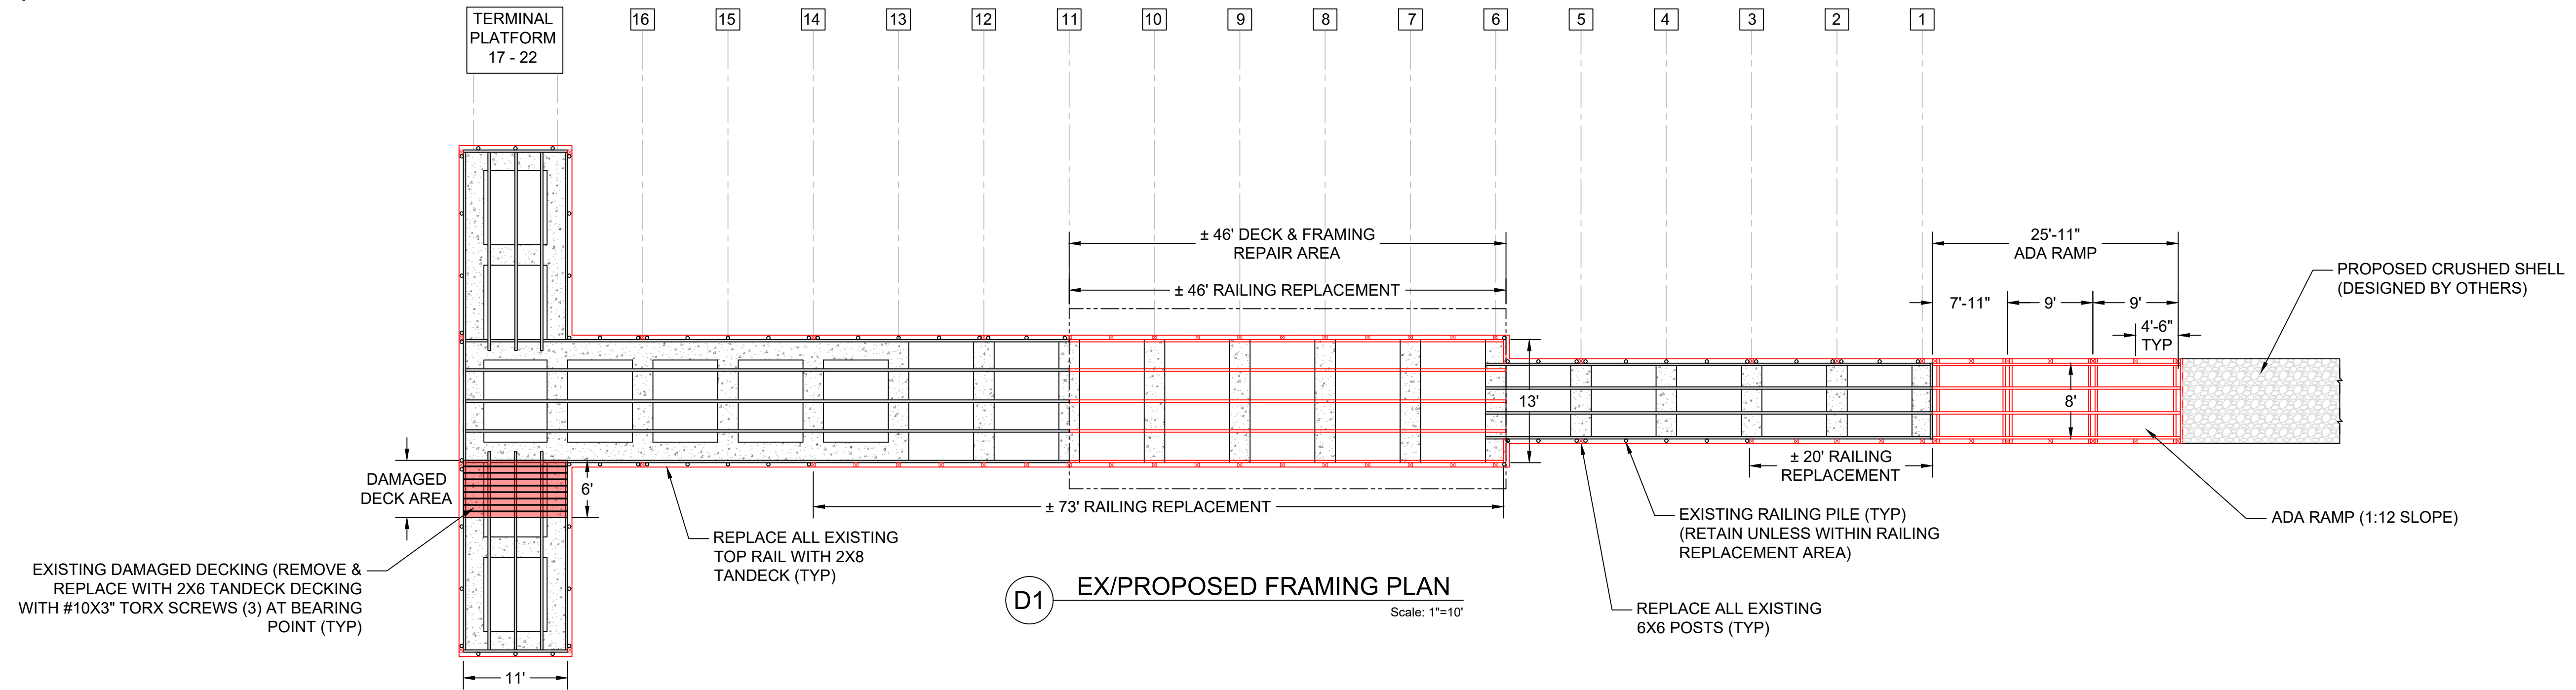 TERMINAL
PLATFORM
17 - 22
16
15
14
13
12
11
10
9
8
7
6
5
4
3
2
1
± 46' DECK & FRAMING
REPAIR AREA
± 46' RAILING REPLACEMENT
25'-11"
ADA RAMP
7'-11"
9'
9'
4'-6"
TYP
PROPOSED CRUSHED SHELL
(DESIGNED BY OTHERS)
13'
8'
DAMAGED
DECK AREA
6'
± 20' RAILING
REPLACEMENT
± 73' RAILING REPLACEMENT
EXISTING RAILING PILE (TYP)
(RETAIN UNLESS WITHIN RAILING
REPLACEMENT AREA)
ADA RAMP (1:12 SLOPE)
REPLACE ALL EXISTING
TOP RAIL WITH 2X8
TANDECK (TYP)
EXISTING DAMAGED DECKING (REMOVE &
REPLACE WITH 2X6 TANDECK DECKING
WITH #10X3" TORX SCREWS (3) AT BEARING
POINT (TYP)
D1
EX/PROPOSED FRAMING PLAN
Scale: 1"=10'
REPLACE ALL EXISTING
6X6 POSTS (TYP)
11'